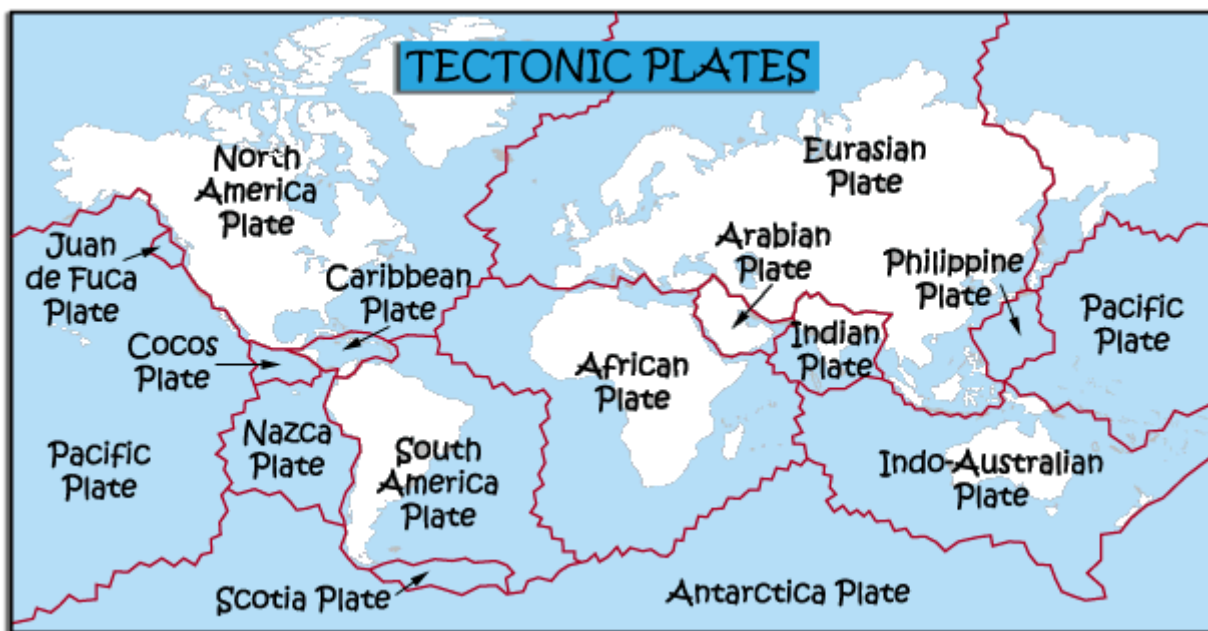 TECTONIC PLATES
North
America
Plate
Eurasian
Plate
Juan
de Fuca
Plate
Caribbean
Plate
Arabian
Plate
Philippine
Plate
Pacific
Plate
Cocos
Plate
Indian
Plate
African
Plate
Nazca
Plate
Pacific
Plate
South
America
Plate
Indo-Australian
Plate
Scotia Plate
Antarctica Plate